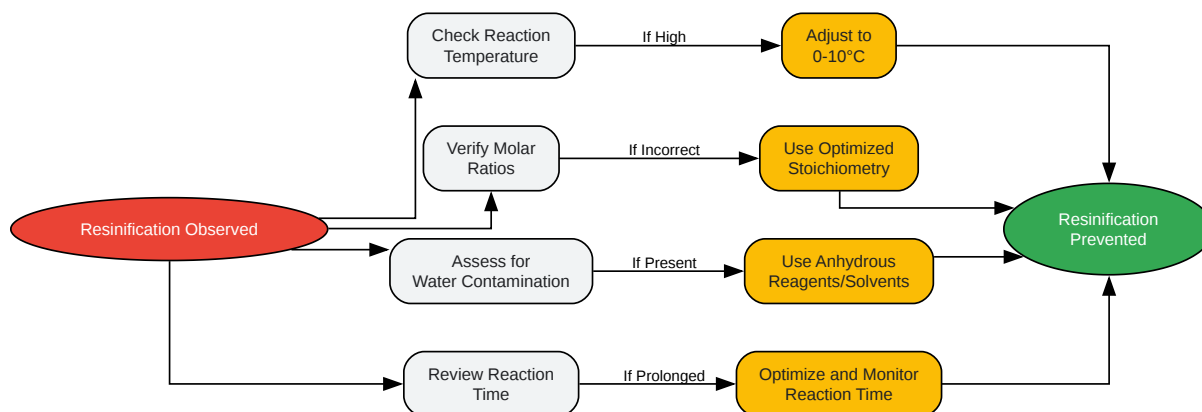 Check Reaction
Temperature
If High
Adjust to
0-10°C
Verify Molar
Ratios
If Incorrect
Use Optimized
Stoichiometry
Resinification Observed
Resinification
Prevented
Assess for
Water Contamination
If Present
Use Anhydrous
Reagents/Solvents
Review Reaction
Time
If Prolonged
Optimize and Monitor
Reaction Time